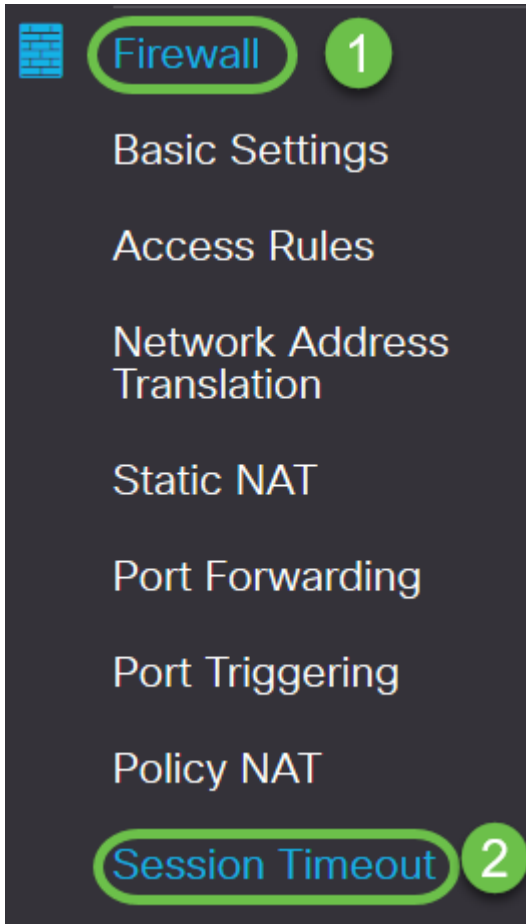 Firewall 1
Basic Settings
Access Rules
Network Address
Translation
Static NAT
Port Forwarding
Port Triggering
Policy NAT
Session Timeout 2